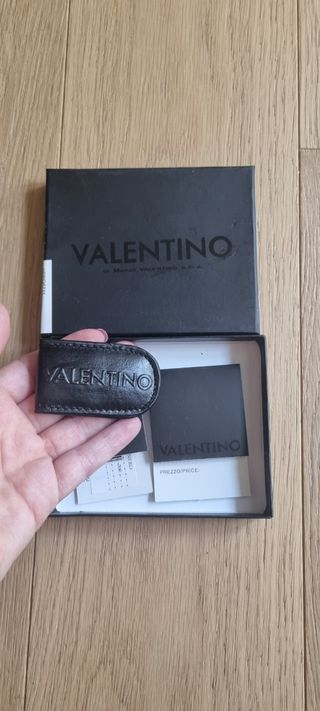 VALENTINO
DI MARIO VALENTINO S.P.A.
VALENTINO
VALENTINO
PREZZO/PRICE: